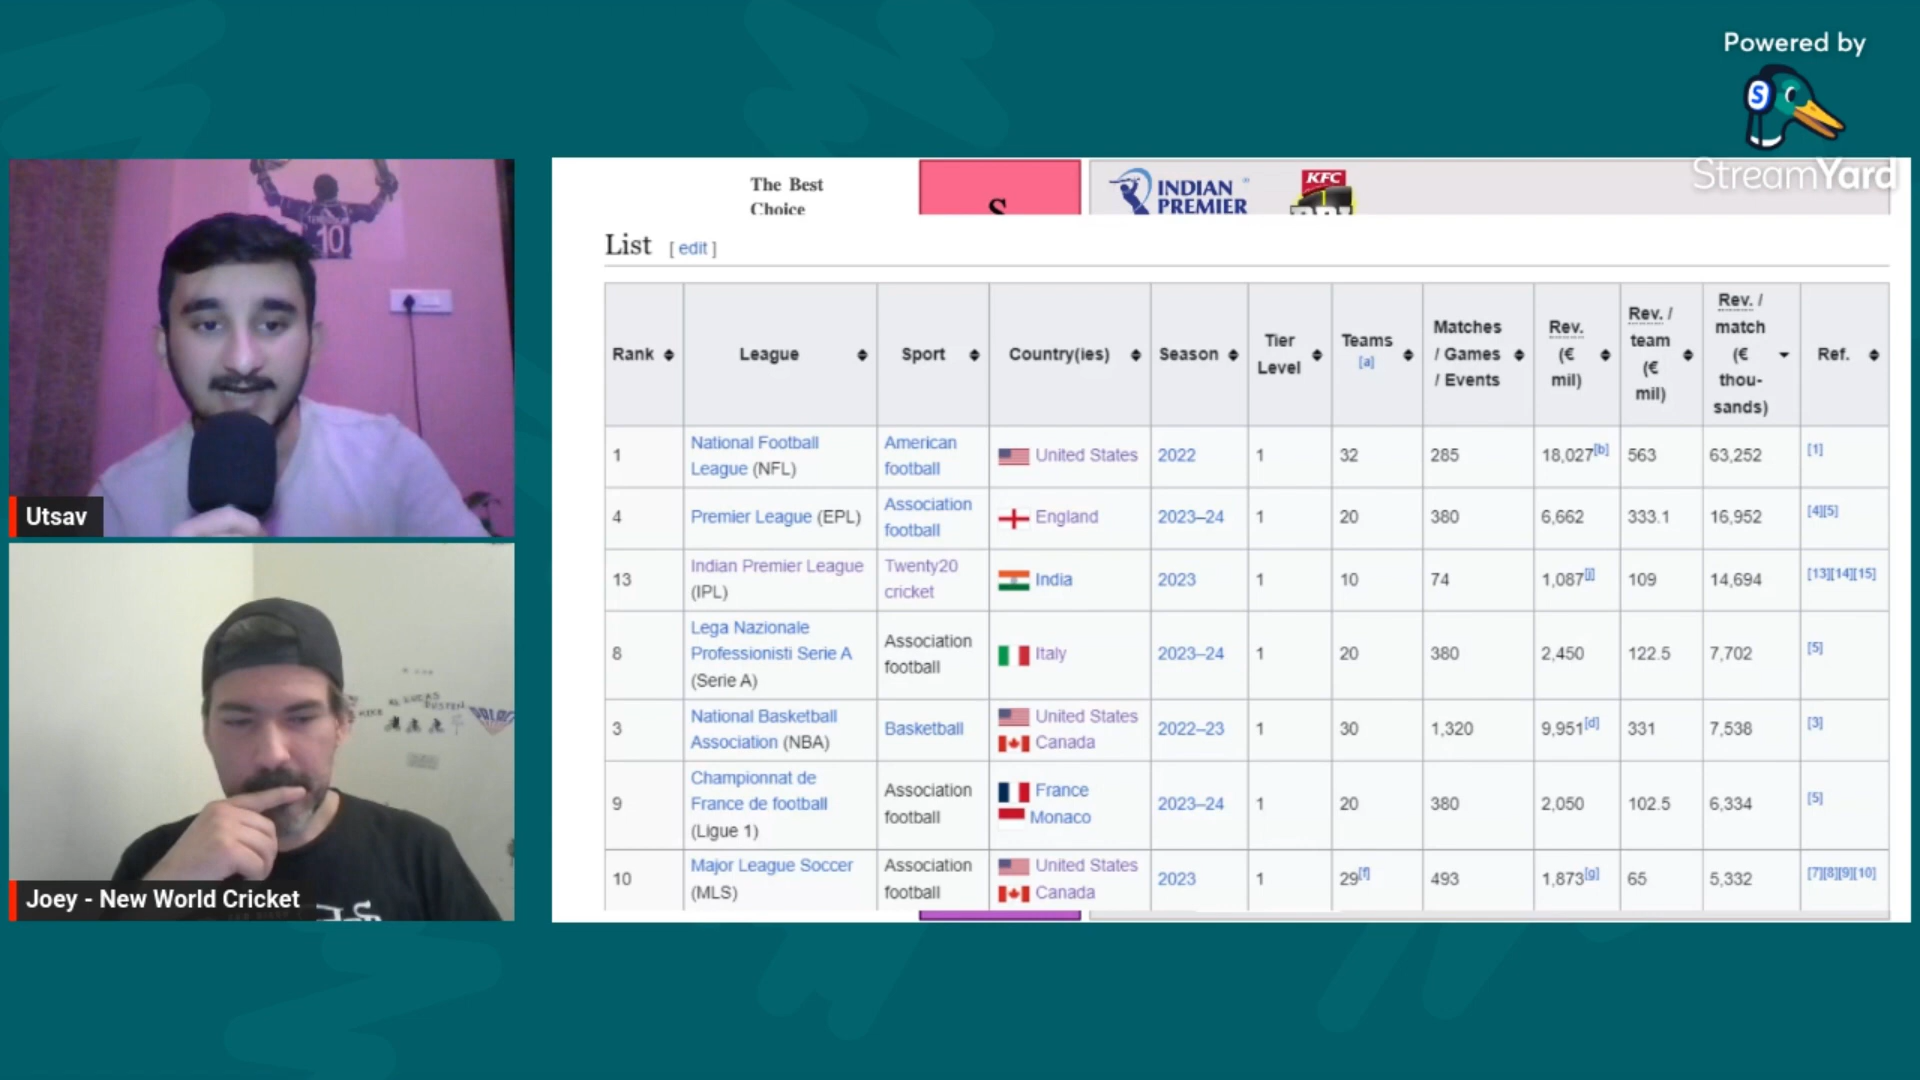 Powered by
S
StreamYard
The Best
Choice
S
INDIAN
PREMIER
KFC
List [ edit ]
Rank League Sport Country(ies) Season Tier Level Teams [a] Matches / Games / Events Rev. (€ mil) Rev. / team (€ mil) Rev. / match (€ thou-sands) Ref.
1 National Football League (NFL) American football United States 2022 1 32 285 18,027[b] 563 63,252 [1]
4 Premier League (EPL) Association football England 2023–24 1 20 380 6,662 333.1 16,952 [4][5]
13 Indian Premier League (IPL) Twenty20 cricket India 2023 1 10 74 1,087[j] 109 14,694 [13][14][15]
8 Lega Nazionale Professionisti Serie A (Serie A) Association football Italy 2023–24 1 20 380 2,450 122.5 7,702 [5]
3 National Basketball Association (NBA) Basketball United States Canada 2022–23 1 30 1,320 9,951[d] 331 7,538 [3]
9 Championnat de France de football (Ligue 1) Association football France Monaco 2023–24 1 20 380 2,050 102.5 6,334 [5]
10 Major League Soccer (MLS) Association football United States Canada 2023 1 29[f] 493 1,873[g] 65 5,332 [7][8][9][10]
10
Utsav
Joey - New World Cricket